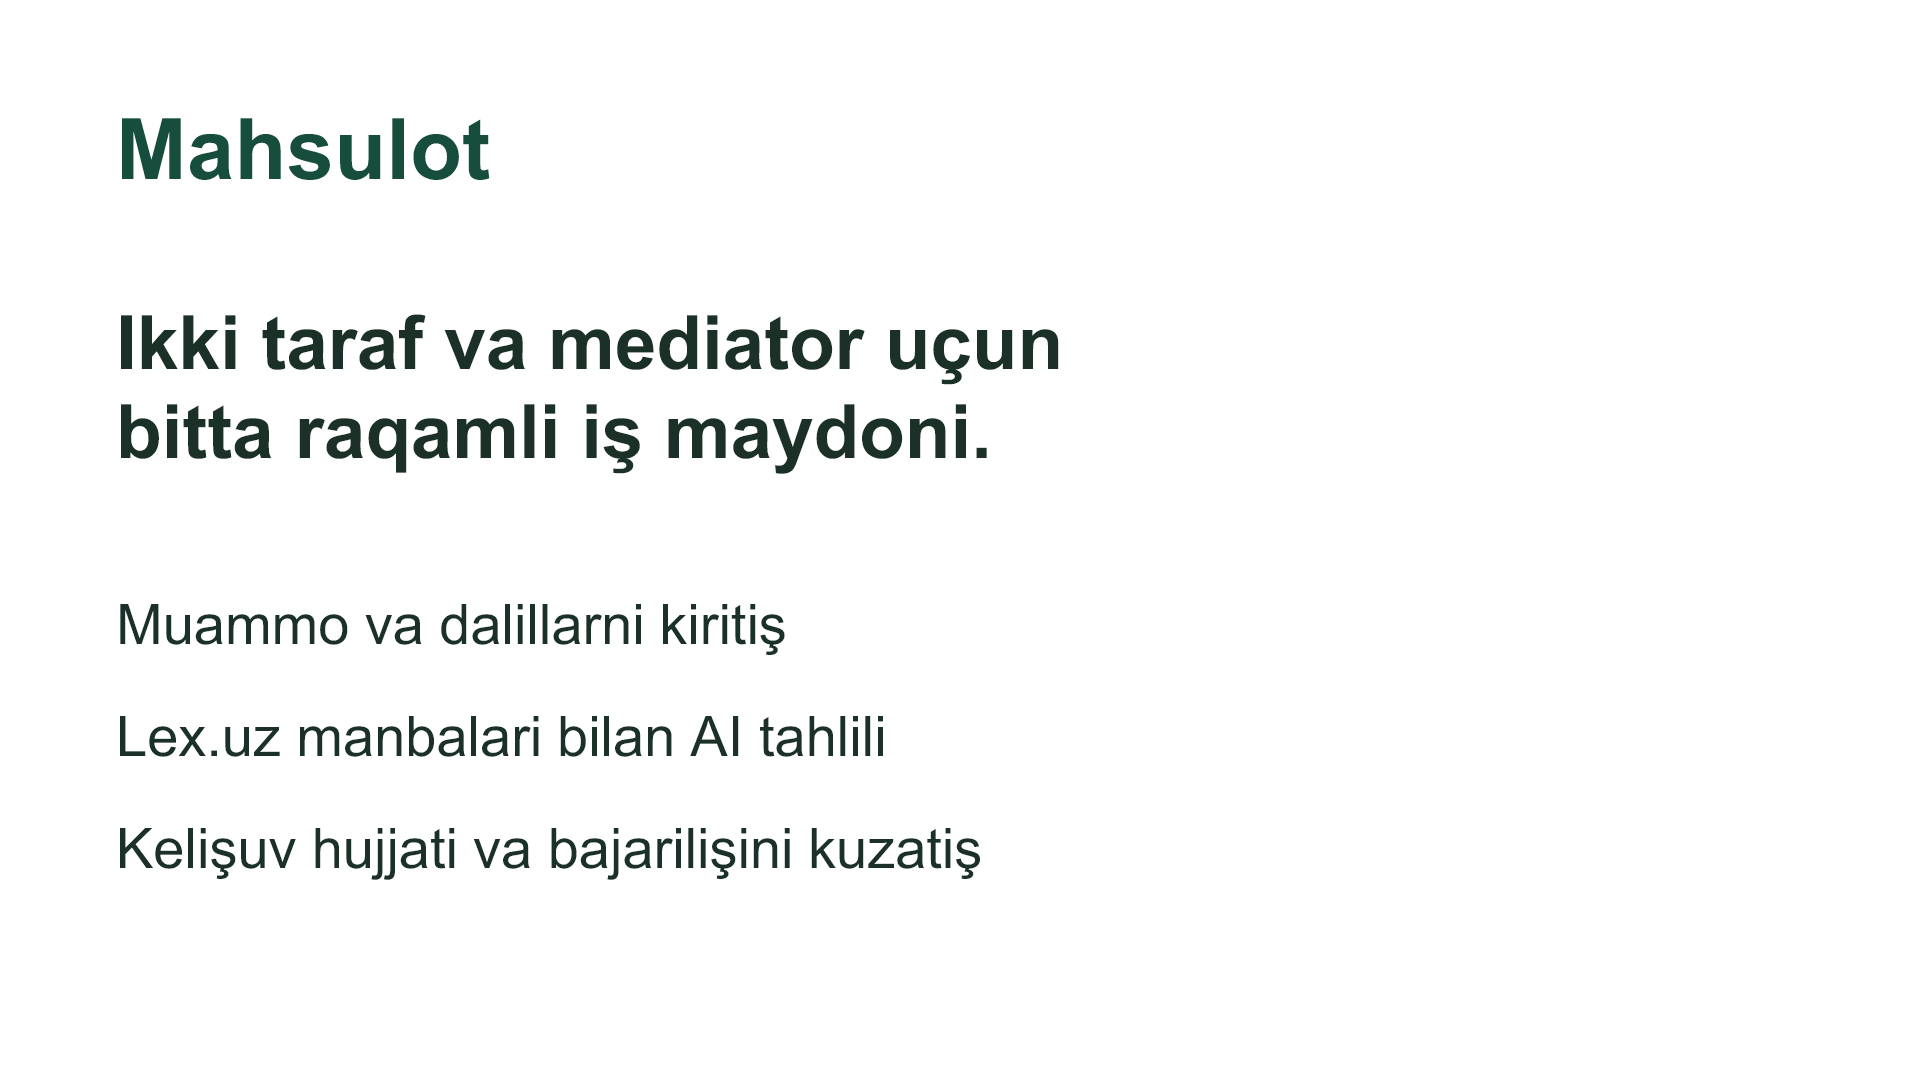 Mahsulot
Ikki taraf va mediator uçun
bitta raqamli iş maydoni.
Muammo va dalillarni kiritiş
Lex.uz manbalari bilan AI tahlili
Kelişuv hujjati va bajarilişini kuzatiş